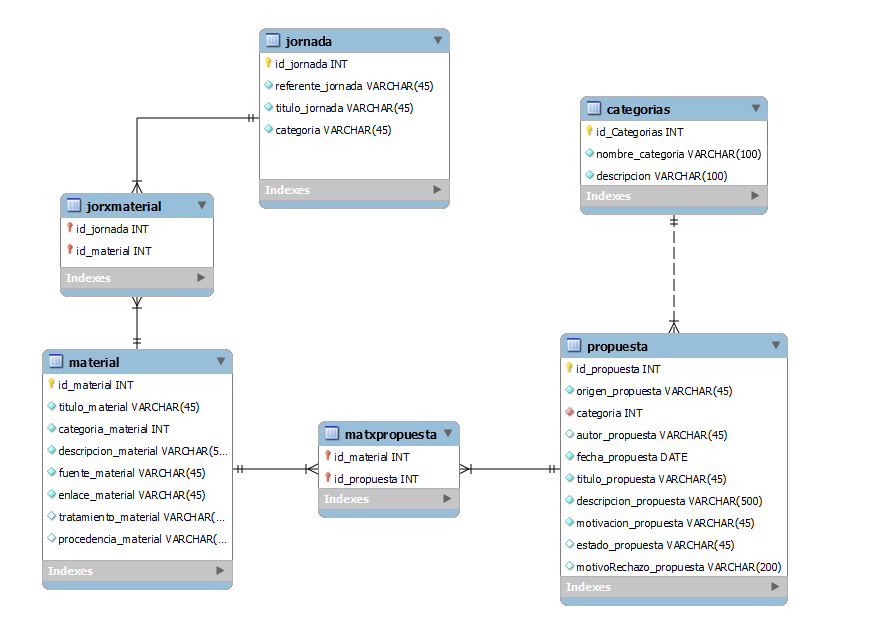 jornada
id_jornada INT
referente_jornada VARCHAR(45)
titulo_jornada VARCHAR(45)
categoria VARCHAR(45)
Indexes
categorias
id_Categorias INT
nombre_categoria VARCHAR(100)
descripcion VARCHAR(100)
Indexes
jorxmaterial
id_jornada INT
id_material INT
Indexes
material
id_material INT
titulo_material VARCHAR(45)
categoria_material INT
descripcion_material VARCHAR(5...
fuente_material VARCHAR(45)
enlace_material VARCHAR(45)
tratamiento_material VARCHAR(...
procedencia_material VARCHAR(...
Indexes
matxpropuesta
id_material INT
id_propuesta INT
Indexes
propuesta
id_propuesta INT
origen_propuesta VARCHAR(45)
categoria INT
autor_propuesta VARCHAR(45)
fecha_propuesta DATE
titulo_propuesta VARCHAR(45)
descripcion_propuesta VARCHAR(500)
motivacion_propuesta VARCHAR(45)
estado_propuesta VARCHAR(45)
motivoRechazo_propuesta VARCHAR(200)
Indexes